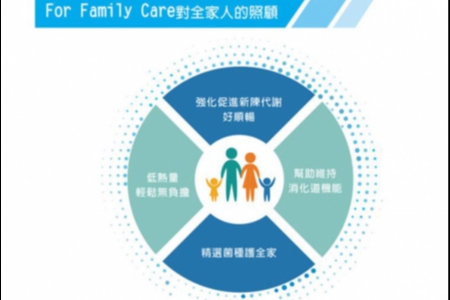 For Family Care對全家人的照顧
強化促進新陳代謝
好順暢
低熱量
輕鬆無負擔
幫助維持
消化道機能
精選菌種護全家